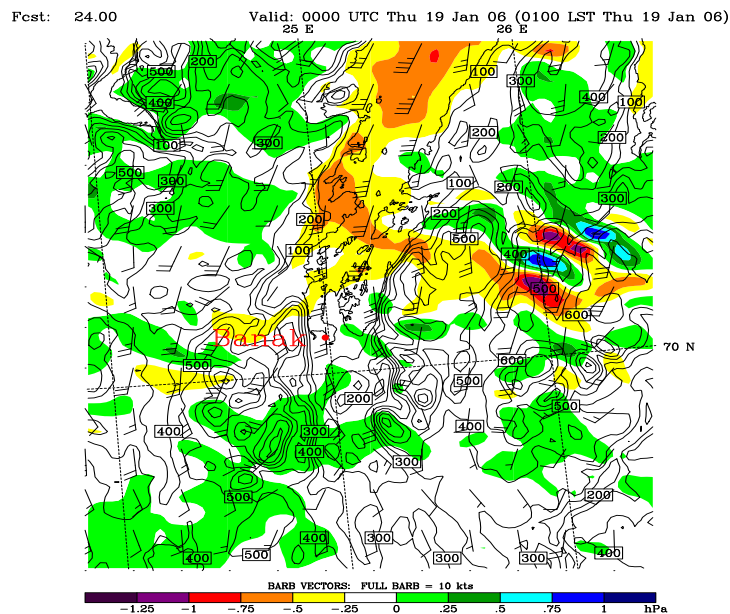 Fcst: 24.00 Valid: 0000 UTC Thu 19 Jan 06 (0100 LST Thu 19 Jan 06)
25 E 26 E
500 200 100 300
400 400 100
100 300 200 200
500 300 100 200 300
300 200 200
100 500 400
500
600
Banak 70 N
500 600
500
200 500
400 300 400
400 300
500 200
400 300
400 500 300 300 400
BARB VECTORS: FULL BARB = 10 kts
-1.25 -1 -.75 -.5 -.25 0 .25 .5 .75 1 hPa